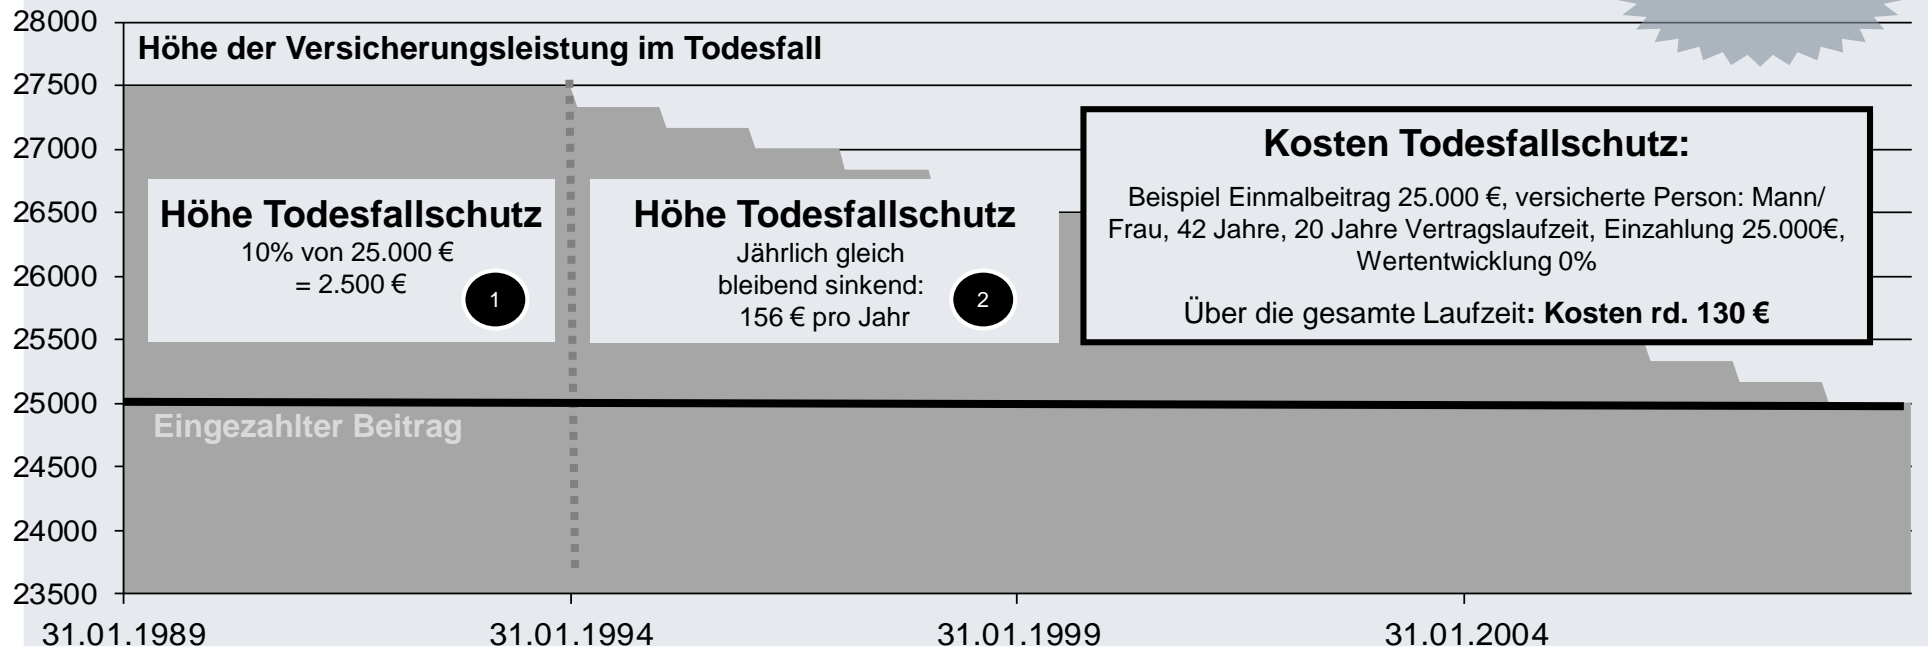 28000
Höhe der Versicherungsleistung im Todesfall
27500
27000
26500
26000
25500
25000
24500
24000
23500
Höhe Todesfallschutz
10% von 25.000 €
= 2.500 €
1
Höhe Todesfallschutz
Jährlich gleich
bleibend sinkend:
156 € pro Jahr
2
Kosten Todesfallschutz:
Beispiel Einmalbeitrag 25.000 €, versicherte Person: Mann/
Frau, 42 Jahre, 20 Jahre Vertragslaufzeit, Einzahlung 25.000€,
Wertentwicklung 0%
Über die gesamte Laufzeit: Kosten rd. 130 €
Eingezahlter Beitrag
31.01.1989
31.01.1994
31.01.1999
31.01.2004